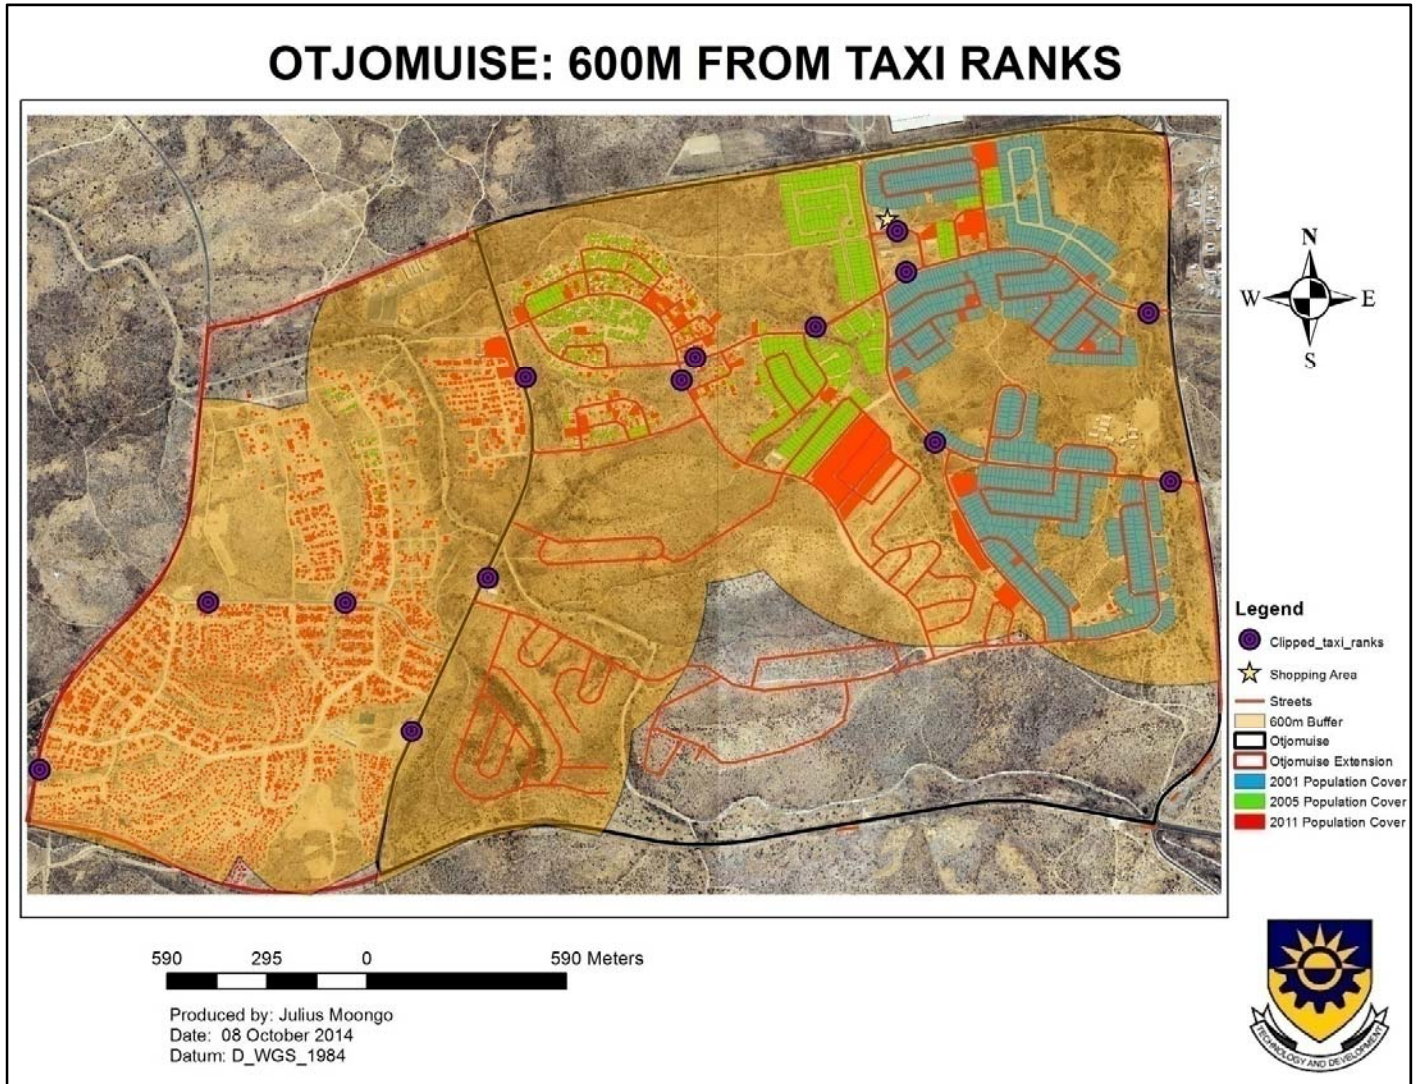 OTJOMUISE: 600M FROM TAXI RANKS
N
W E
S
Legend
Clipped_taxi_ranks
Shopping Area
Streets
600m Buffer
Otjomuise
Otjomuise Extension
2001 Population Cover
2005 Population Cover
2011 Population Cover
590 295 0 590 Meters
Produced by: Julius Moongo
Date: 08 October 2014
Datum: D_WGS_1984
TECHNOLOGY AND DEVELOPMENT